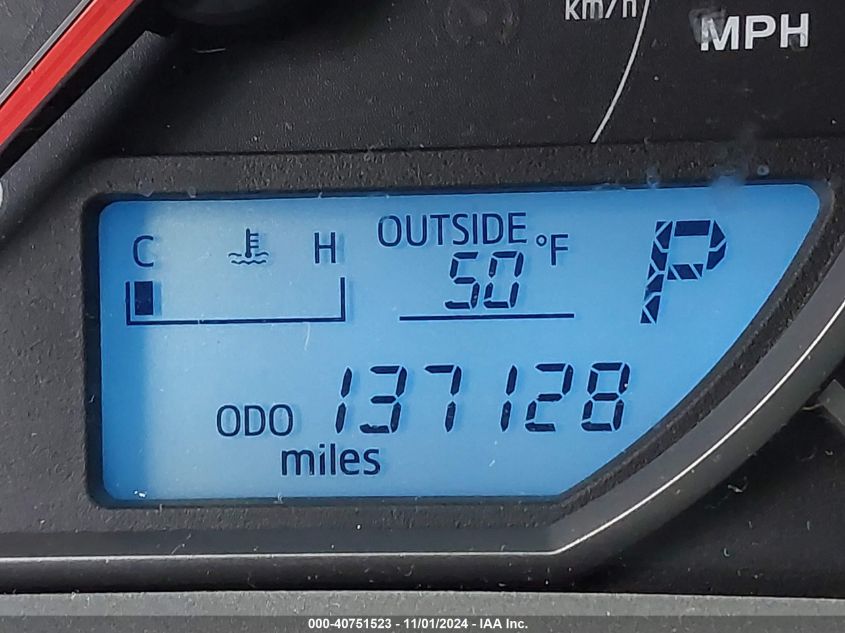 km/h
MPH
C H OUTSIDE °F P
50
ODO 137128
miles
000-40751523 - 11/01/2024 - IAA Inc.